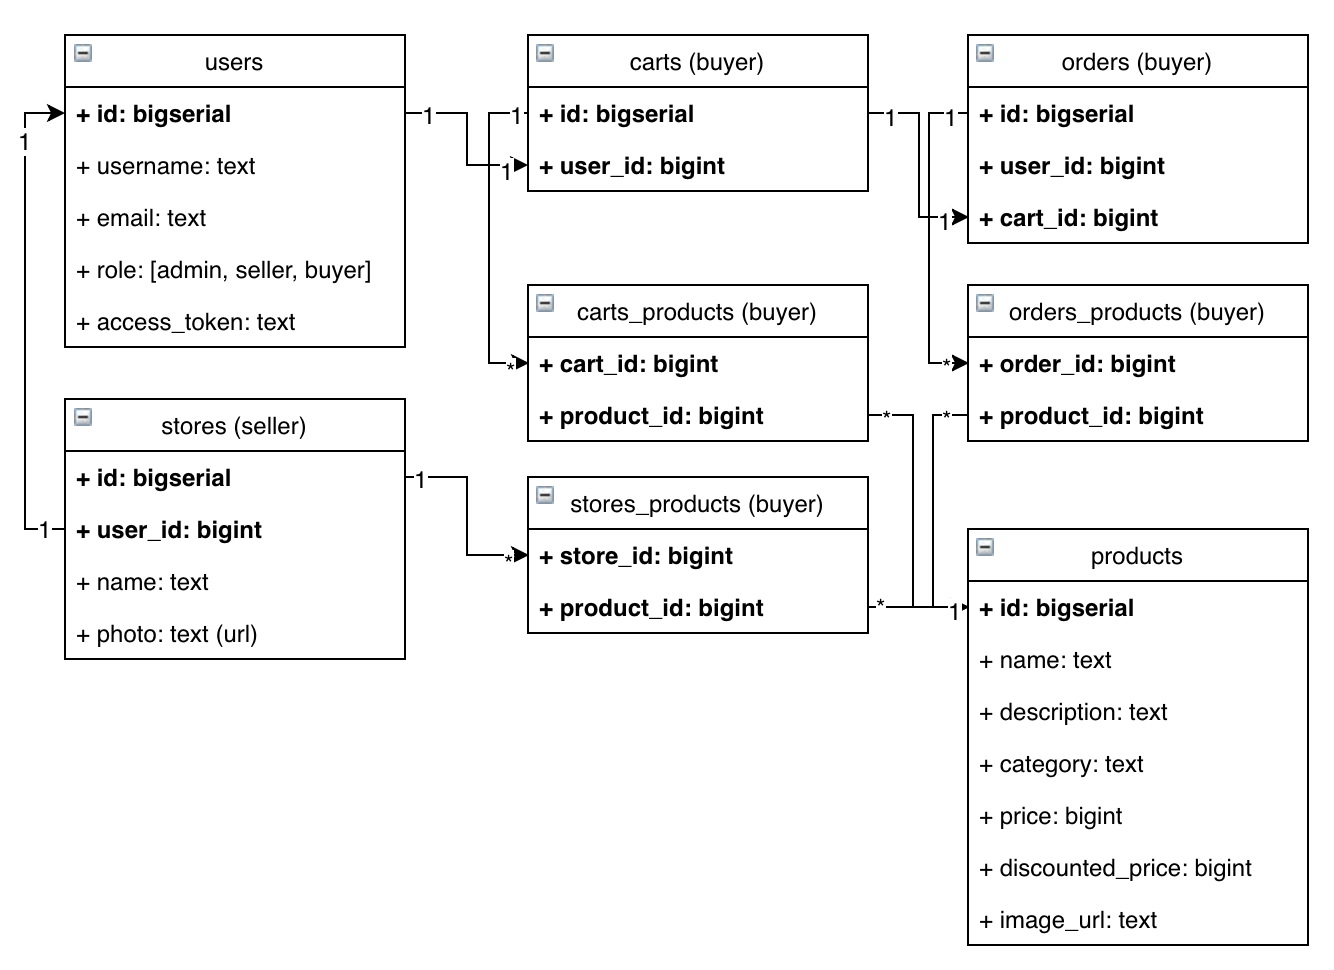 users
+ id: bigserial
+ username: text
+ email: text
+ role: [admin, seller, buyer]
+ access_token: text
1
1
1
1
stores (seller)
+ id: bigserial
+ user_id: bigint
+ name: text
+ photo: text (url)
1
*
carts (buyer)
+ id: bigserial
+ user_id: bigint
1
*
1
1
carts_products (buyer)
+ cart_id: bigint
+ product_id: bigint
*
stores_products (buyer)
+ store_id: bigint
+ product_id: bigint
*
1
orders (buyer)
+ id: bigserial
+ user_id: bigint
+ cart_id: bigint
1
*
orders_products (buyer)
+ order_id: bigint
+ product_id: bigint
*
products
+ id: bigserial
+ name: text
+ description: text
+ category: text
+ price: bigint
+ discounted_price: bigint
+ image_url: text